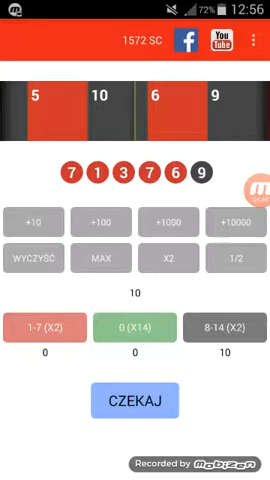 72% 12:56
1572 SC f You Tube
5 10 6 9
7 1 3 7 6 9
+10 +100 +1000 +10000
WYCZYŚĆ MAX X2 1/2
10
1-7 (X2) 0 (X14) 8-14 (X2)
0 0 10
CZEKAJ
Recorded by mobizen